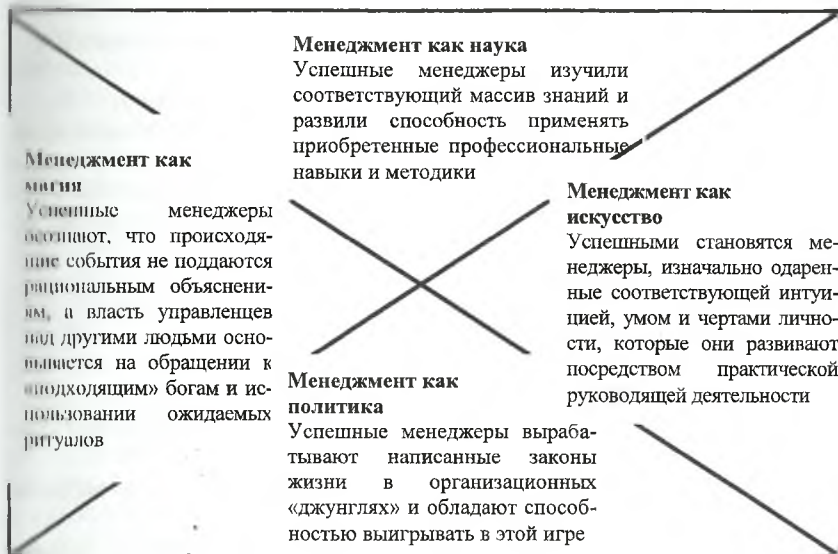 Менеджмент как наука
Успешные менеджеры изучили
соответствующий массив знаний и
развили способность применять
приобретенные профессиональные
навыки и методики
Менеджмент как
магия
Успешные менеджеры
осознают, что происходя-
щие события не поддаются
рациональным объяснени-
ям, а власть управленцев
над другими людьми осно-
вывается на обращении к
«подходящим» богам и ис-
пользовании ожидаемых
ритуалов
Менеджмент как
искусство
Успешными становятся ме-
неджеры, изначально одарен-
ные соответствующей интуи-
цией, умом и чертами лично-
сти, которые они развивают
посредством практической
руководящей деятельности
Менеджмент как
политика
Успешные менеджеры выраба-
тывают написанные законы
жизни в организационных
«джунглях» и обладают способ-
ностью выигрывать в этой игре